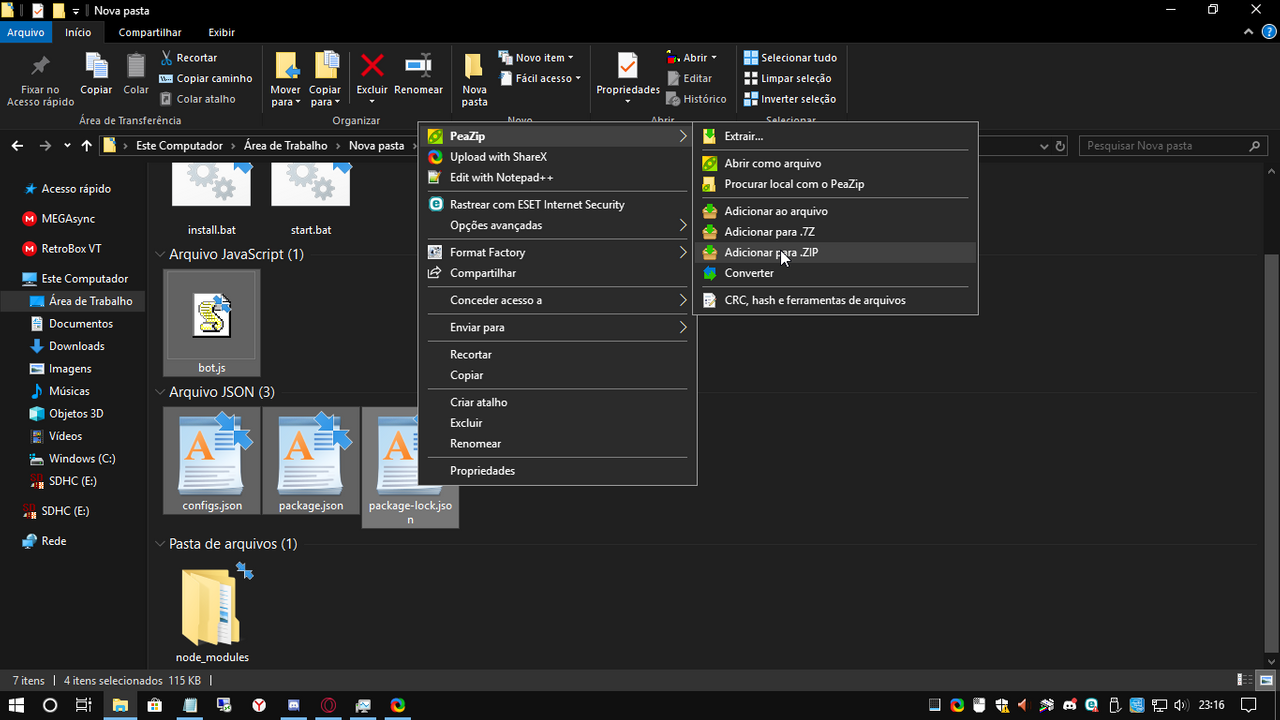 Nova pasta
Arquivo
Início
Compartilhar
Exibir
Fixar no
Acesso rápido
Copiar
Colar
Recortar
Copiar caminho
Colar atalho
Área de Transferência
Mover
para
Copiar
para
Excluir
Renomear
Organizar
Nova
pasta
Novo item
Fácil acesso
Novo
Propriedades
Abrir
Editar
Histórico
Abrir
Selecionar tudo
Limpar seleção
Inverter seleção
Selecionar
Este Computador
Área de Trabalho
Nova pasta
Pesquisar Nova pasta
Acesso rápido
MEGAsync
RetroBox VT
Este Computador
Área de Trabalho
Documentos
Downloads
Imagens
Músicas
Objetos 3D
Vídeos
Windows (C:)
SDHC (E:)
SDHC (E:)
Rede
install.bat
start.bat
Arquivo JavaScript (1)
bot.js
Arquivo JSON (3)
configs.json
package.json
package-lock.jso
n
Pasta de arquivos (1)
node_modules
PeaZip
Upload with ShareX
Edit with Notepad++
Rastrear com ESET Internet Security
Opções avançadas
Format Factory
Compartilhar
Conceder acesso a
Enviar para
Recortar
Copiar
Criar atalho
Excluir
Renomear
Propriedades
Extrair...
Abrir como arquivo
Procurar local com o PeaZip
Adicionar ao arquivo
Adicionar para .7Z
Adicionar para .ZIP
Converter
CRC, hash e ferramentas de arquivos
7 itens
4 itens selecionados 115 KB
23:16